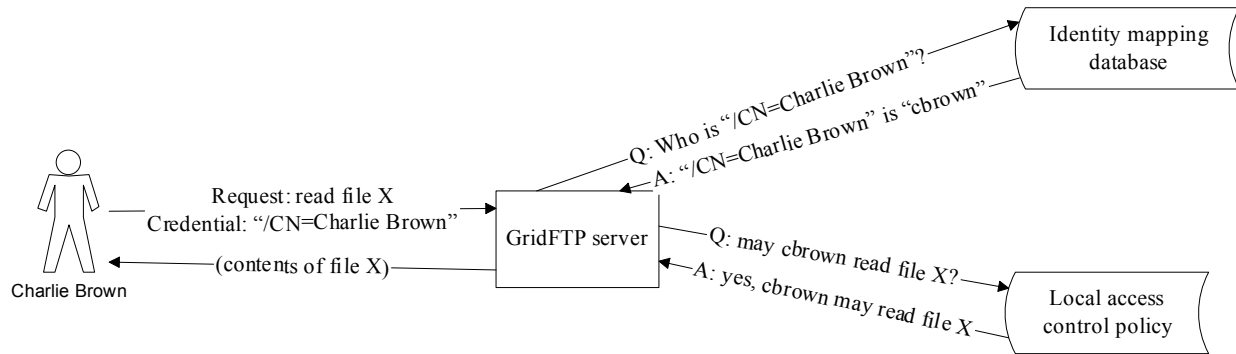 Identity mapping
database
Q: Who is “/CN=Charlie Brown”?
A: “/CN=Charlie Brown” is “cbrown”
Request: read file X
Credential: “/CN=Charlie Brown”
GridFTP server
(contents of file X)
Charlie Brown
Q: may cbrown read file X?
A: yes, cbrown may read file X
Local access
control policy